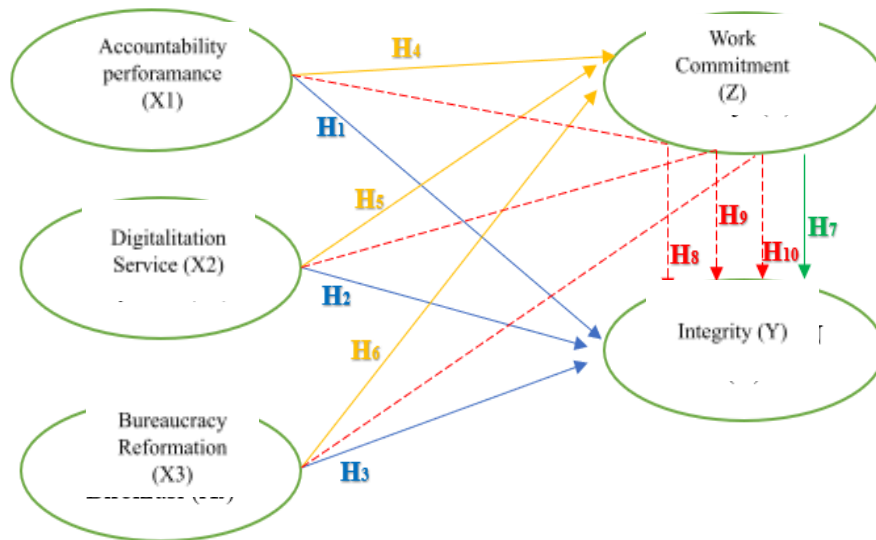 Accountability
perforamance
(X1)
Work
Commitment
(Z)
H4
H1
H5
H9
H8
H10
H7
Digitalitation
Service (X2)
H2
Integrity (Y)
H6
Bureaucracy
Reformation
(X3)
H3